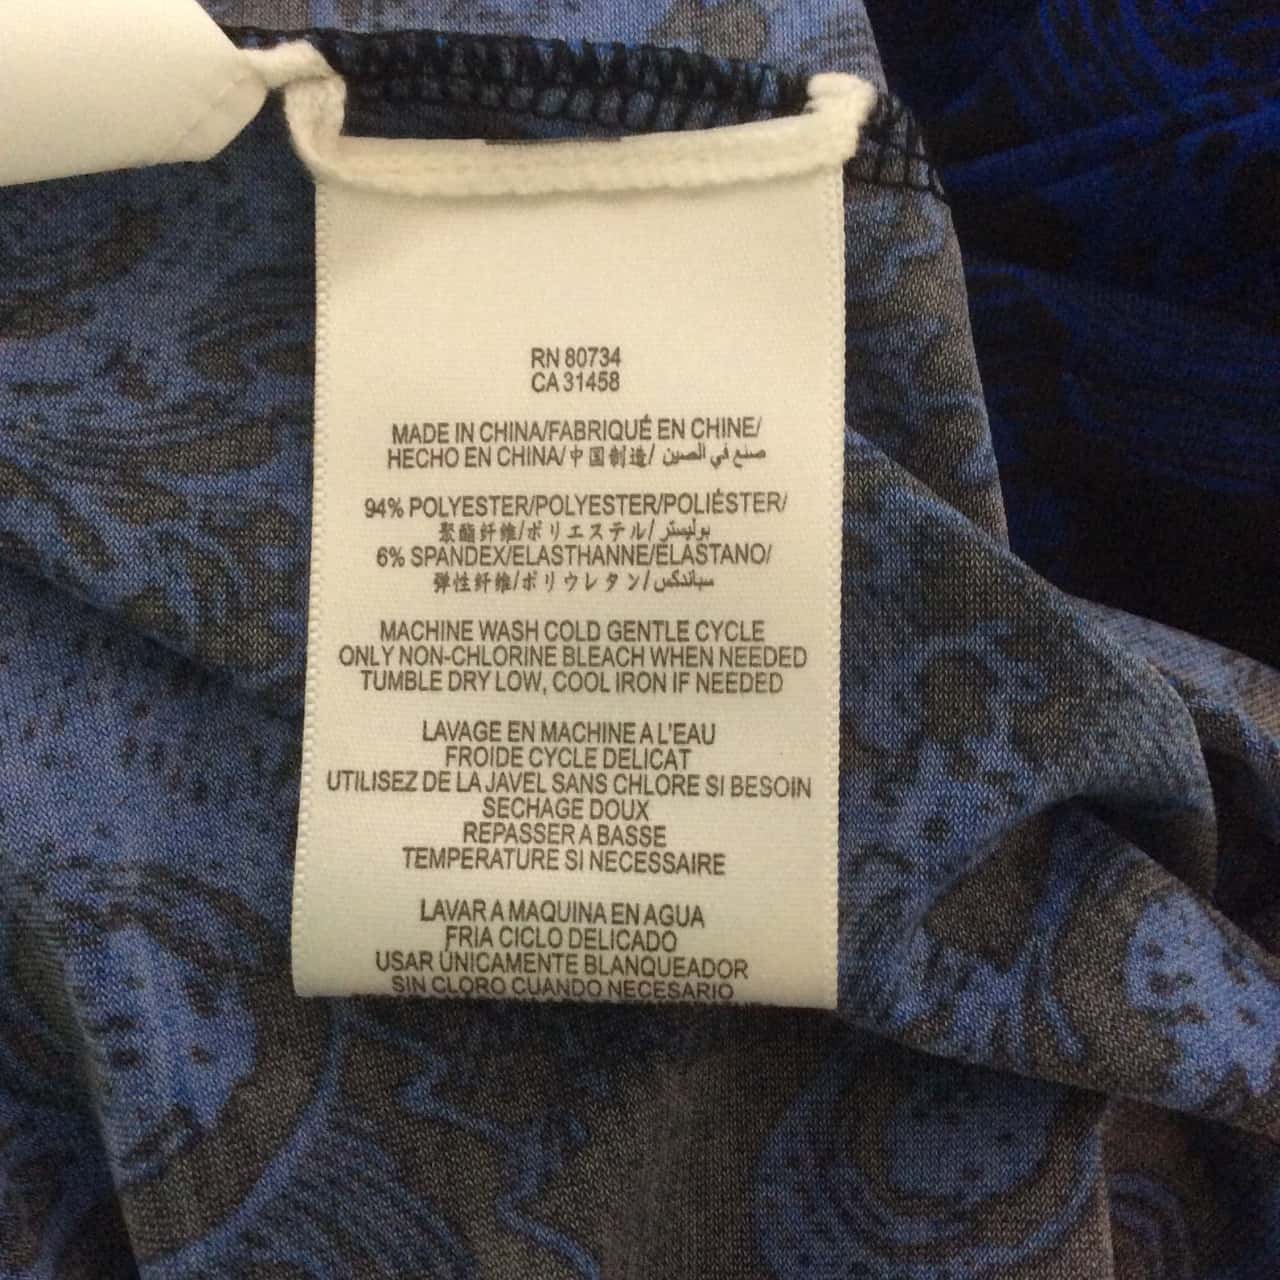 RN 80734
CA 31458
MADE IN CHINA/FABRIQUÉ EN CHINE/
HECHO EN CHINA/中国制造/ صنع في الصين
94% POLYESTER/POLYESTER/POLIÉSTER/
聚酯纤维/ポリエステル/ بوليستر
6% SPANDEX/ELASTHANNE/ELASTANO/
弹性纤维/ポリウレタン/ سباندكس
MACHINE WASH COLD GENTLE CYCLE
ONLY NON-CHLORINE BLEACH WHEN NEEDED
TUMBLE DRY LOW, COOL IRON IF NEEDED
LAVAGE EN MACHINE A L'EAU
FROIDE CYCLE DELICAT
UTILISEZ DE LA JAVEL SANS CHLORE SI BESOIN
SECHAGE DOUX
REPASSER A BASSE
TEMPERATURE SI NECESSAIRE
LAVAR A MAQUINA EN AGUA
FRIA CICLO DELICADO
USAR ÚNICAMENTE BLANQUEADOR
SIN CLORO CUANDO NECESARIO